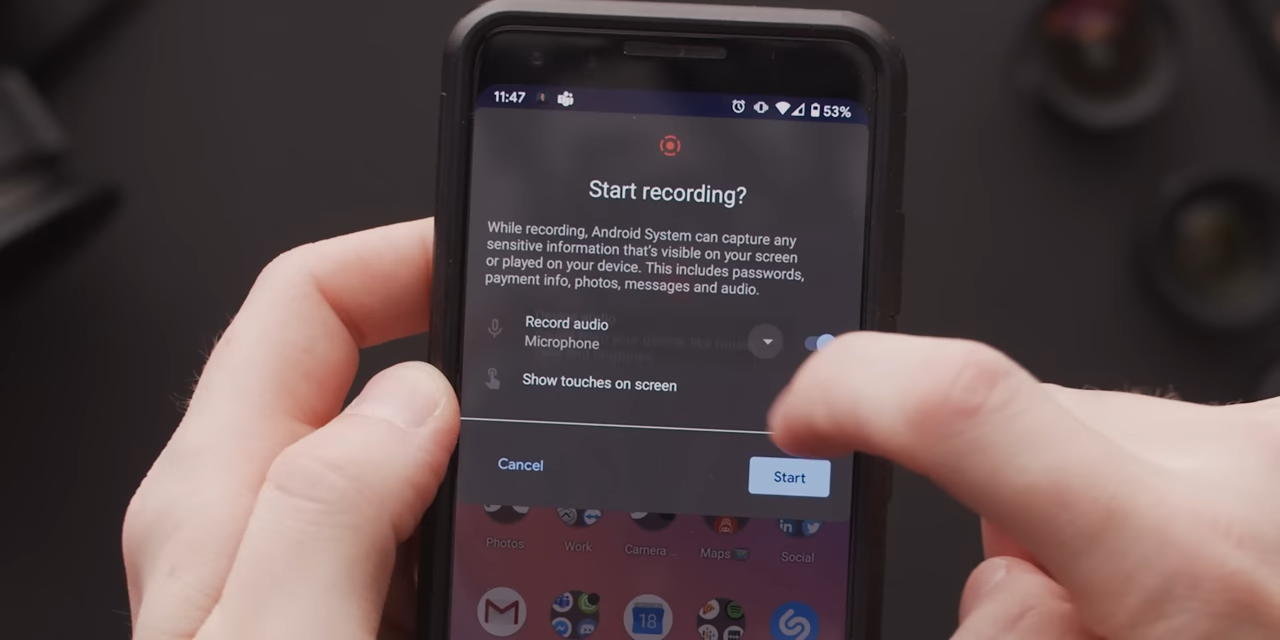 11:47
53%
Start recording?
While recording, Android System can capture any
sensitive information that's visible on your screen
or played on your device. This includes passwords,
payment info, photos, messages and audio.
Record audio
Microphone
Show touches on screen
Cancel
Start
Photos
Work
Camera
Maps
Social
18